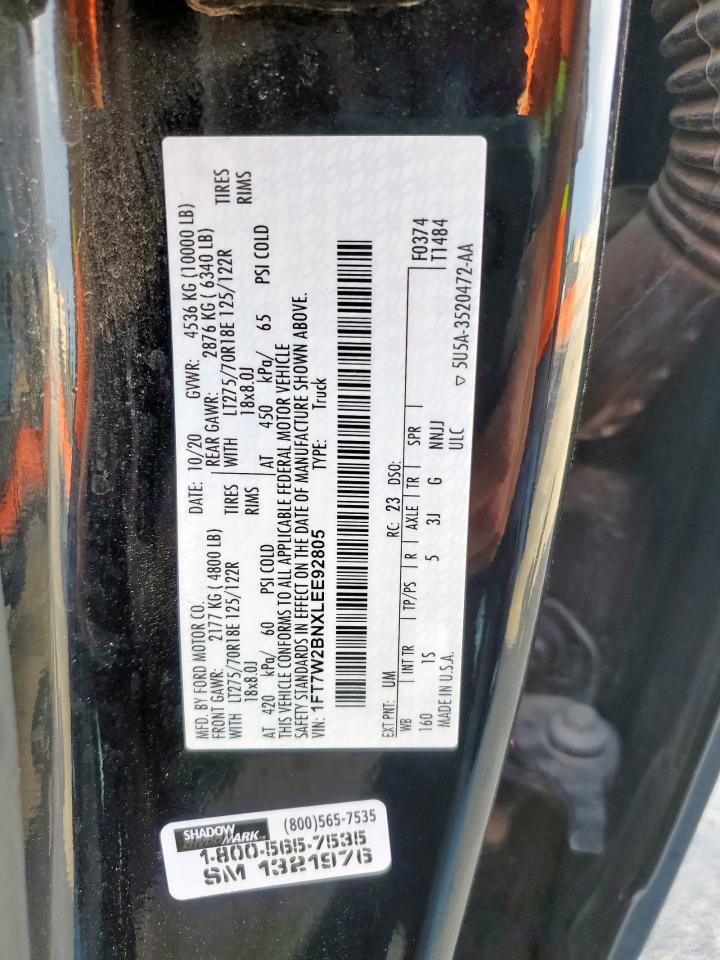 MFD. BY FORD MOTOR CO.
DATE: 10/20 GVWR: 4536 KG (10000 LB)
FRONT GAWR: 2177 KG ( 4800 LB) REAR GAWR: 2876 KG ( 6340 LB)
WITH LT275/70R18E 125/122R TIRES WITH LT275/70R18E 125/122R TIRES
18x8.0J RIMS 18x8.0J RIMS
AT 420 kPa/ 60 PSI COLD AT 450 kPa/ 65 PSI COLD
THIS VEHICLE CONFORMS TO ALL APPLICABLE FEDERAL MOTOR VEHICLE
SAFETY STANDARDS IN EFFECT ON THE DATE OF MANUFACTURE SHOWN ABOVE.
VIN: 1FT7W2BNXLEE92805 TYPE: Truck
EXT PNT: UM RC: 23 DSO: F0374
WB INT TR TP/PS R AXLE TR SPR T1484
160 1S 5 3J G NNJJ
MADE IN U.S.A. ULC
▽ 5U5A-3520472-AA
SHADOW MARK™ (800)565-7535
1-800-565-7535
SM 1321976